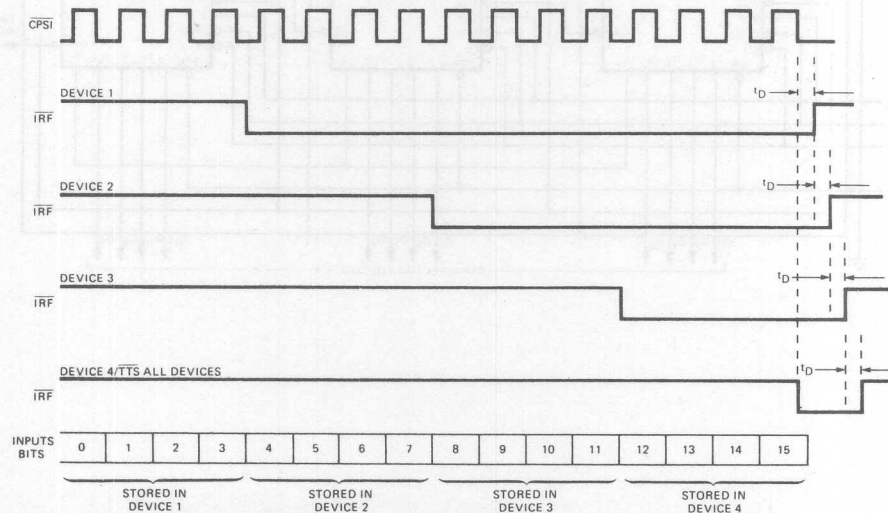 CPSI
DEVICE 1
IRF
tD
DEVICE 2
IRF
tD
DEVICE 3
IRF
tD
DEVICE 4/TTS ALL DEVICES
IRF
tD
INPUTS BITS 0 1 2 3 4 5 6 7 8 9 10 11 12 13 14 15
STORED IN DEVICE 1
STORED IN DEVICE 2
STORED IN DEVICE 3
STORED IN DEVICE 4